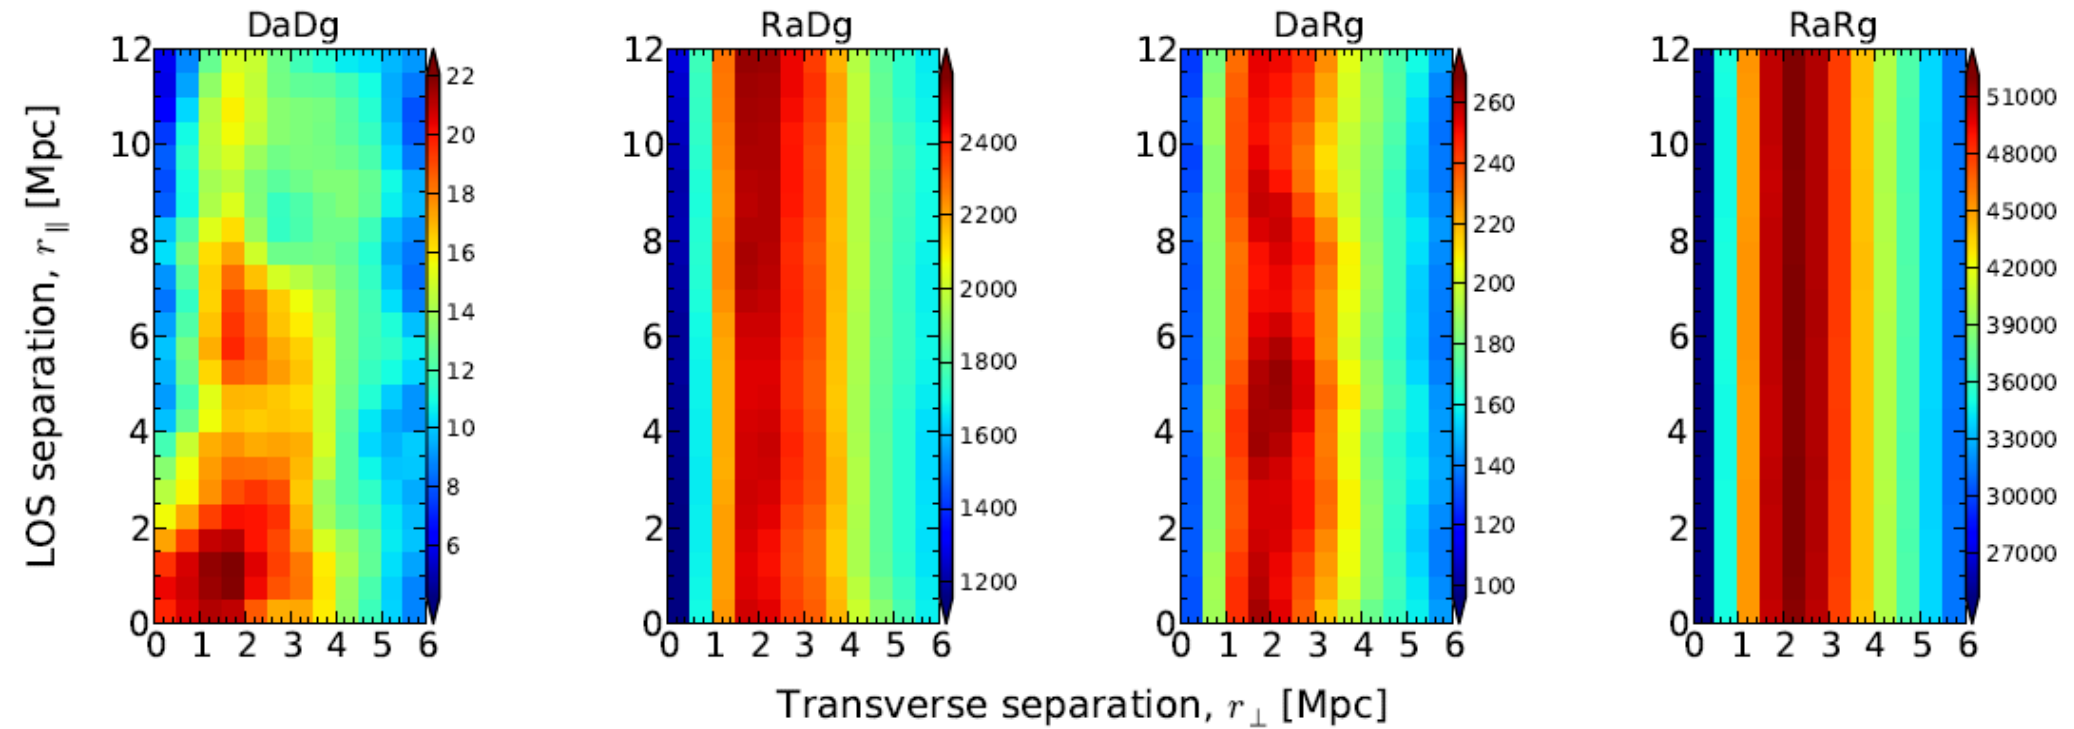 DaDg RaDg DaRg RaRg
LOS separation, r∥ [Mpc]
12 10 8 6 4 2 0
0 1 2 3 4 5 6
22 20 18 16 14 12 10 8 6
12 10 8 6 4 2 0
0 1 2 3 4 5 6
2400 2200 2000 1800 1600 1400 1200
12 10 8 6 4 2 0
0 1 2 3 4 5 6
260 240 220 200 180 160 140 120 100
12 10 8 6 4 2 0
0 1 2 3 4 5 6
51000 48000 45000 42000 39000 36000 33000 30000 27000
Transverse separation, r⊥ [Mpc]